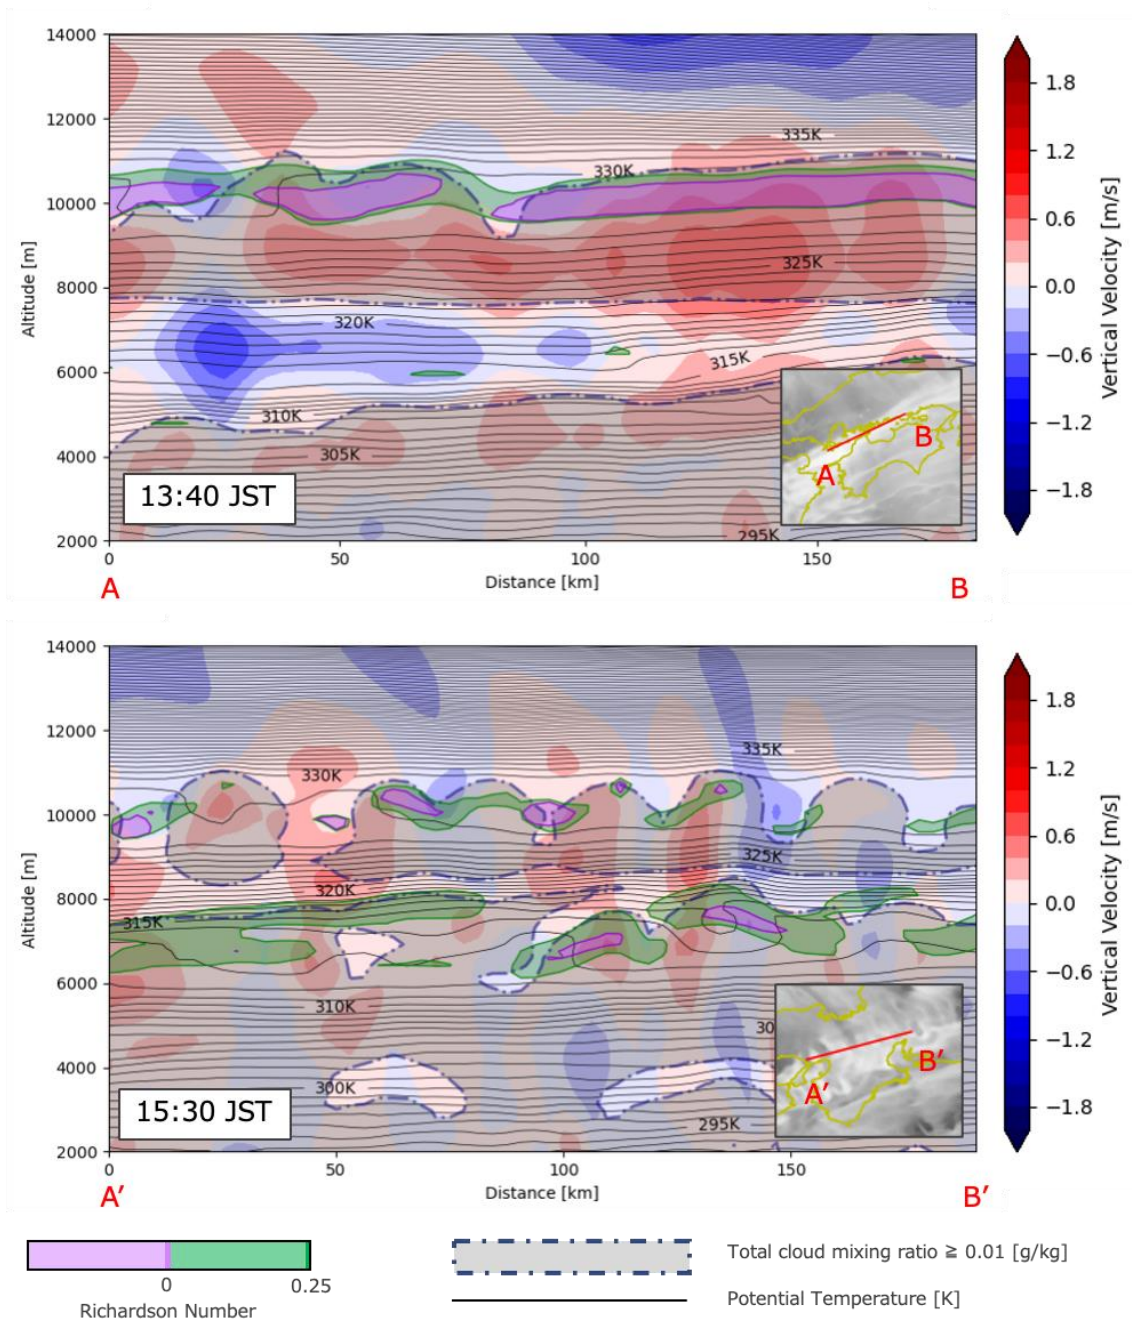 14000
12000
10000
8000
6000
4000
2000
Altitude [m]
335K
330K
325K
320K
315K
310K
305K
295K
13:40 JST
A
B
0
50
100
150
Distance [km]
A
B
1.8
1.2
0.6
0.0
−0.6
−1.2
−1.8
Vertical Velocity [m/s]
14000
12000
10000
8000
6000
4000
2000
Altitude [m]
335K
330K
325K
320K
315K
310K
30
300K
295K
15:30 JST
A′
B′
0
50
100
150
Distance [km]
A′
B′
1.8
1.2
0.6
0.0
−0.6
−1.2
−1.8
Vertical Velocity [m/s]
0
0.25
Richardson Number
Total cloud mixing ratio ≧ 0.01 [g/kg]
Potential Temperature [K]